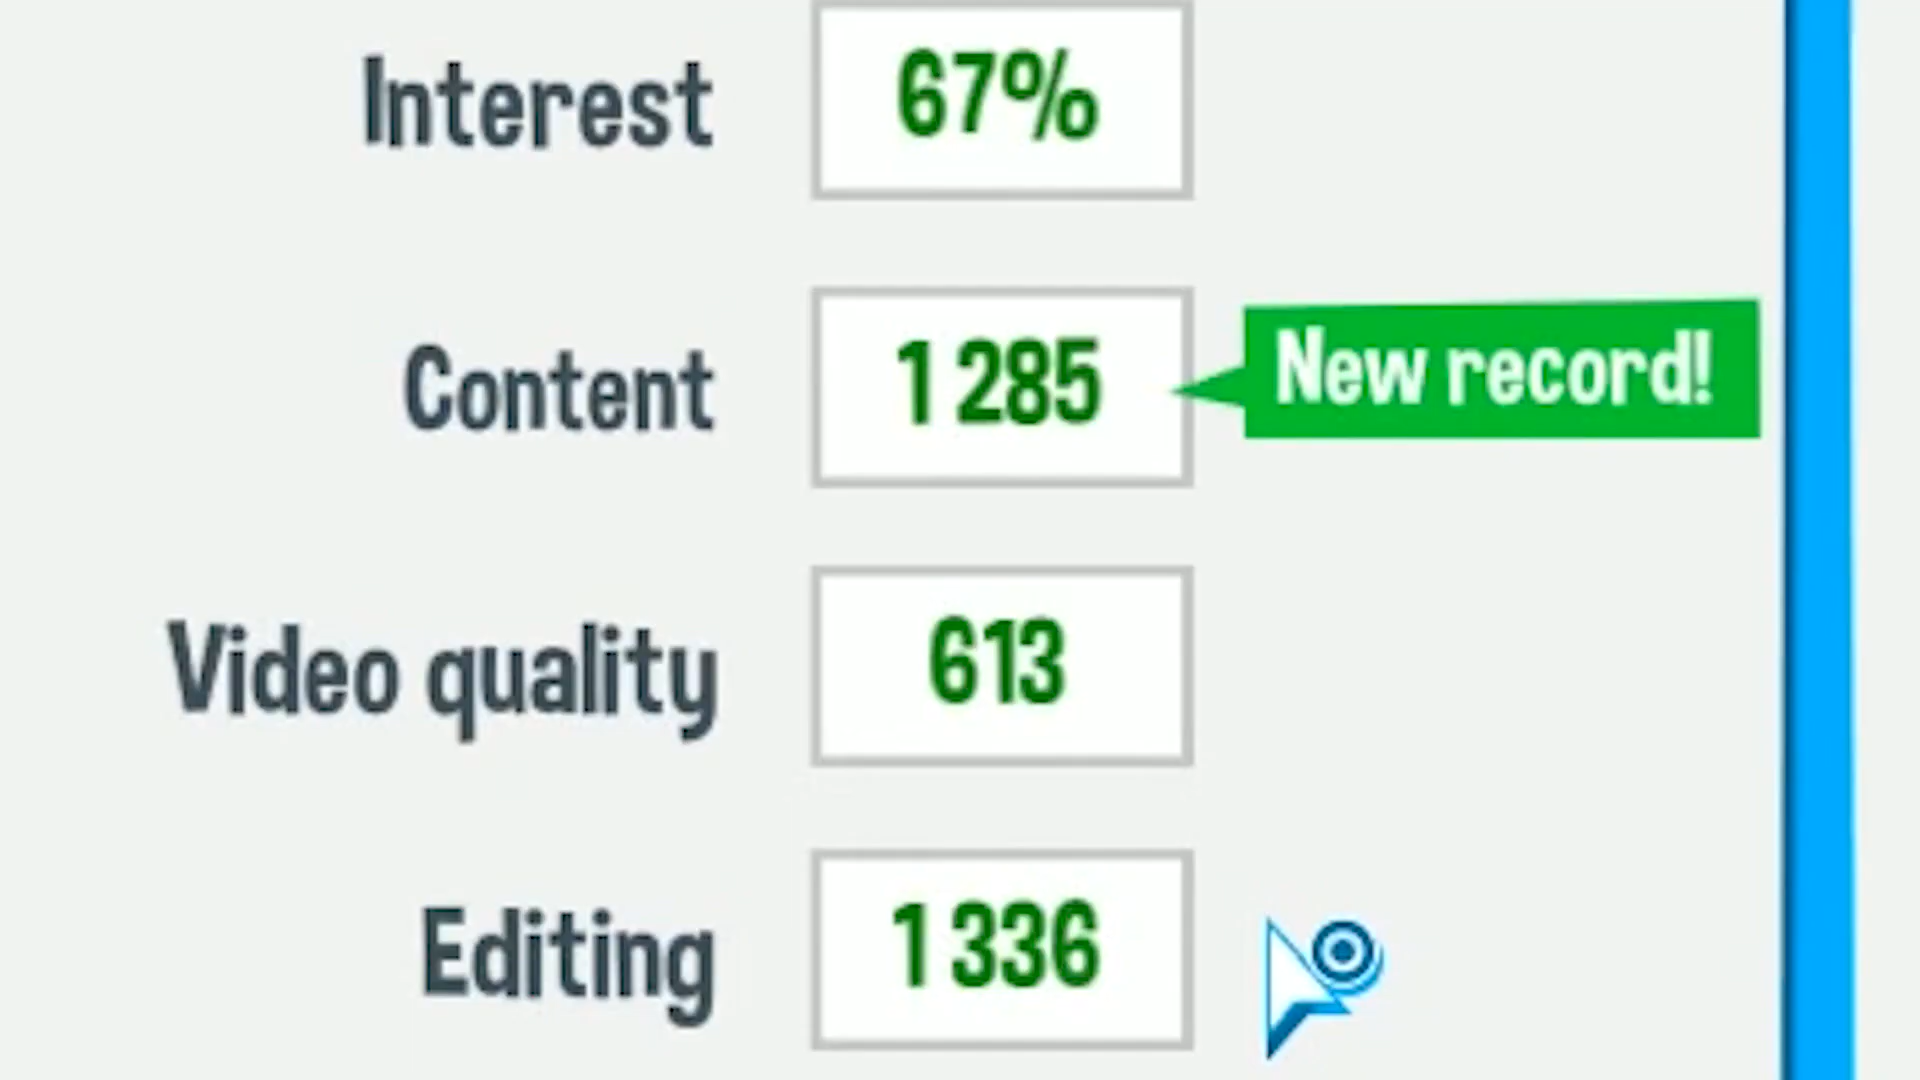 Interest 67%
Content 1 285 New record!
Video quality 613
Editing 1 336